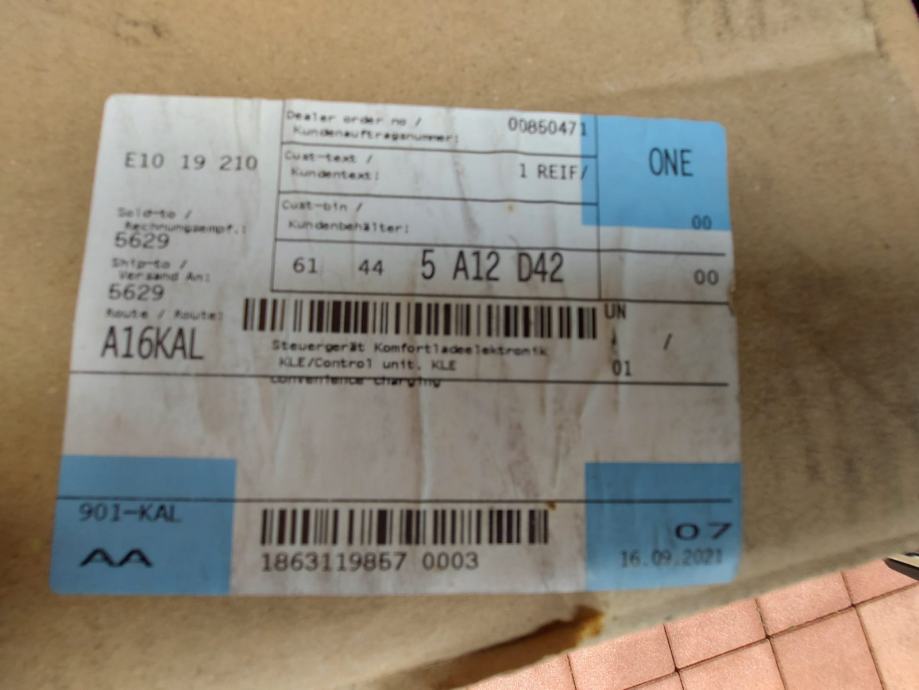 Dealer order no /
Kundenauftragsnummer:
00850471
E10 19 210
Cust-text /
Kundentext:
1 REIF/
ONE
Cust-bin /
Kundenbehälter:
00
Sold-to /
Rechnungsempf.:
5629
61 44 5 A12 D42
00
Ship-to /
Versand An:
5629
Route / Route:
A16KAL
UN
/
01
Steuergerät Komfortladeelektronik
KLE/Control unit. KLE
convenience charging
901-KAL
AA
1863119857 0003
07
16.09.2021